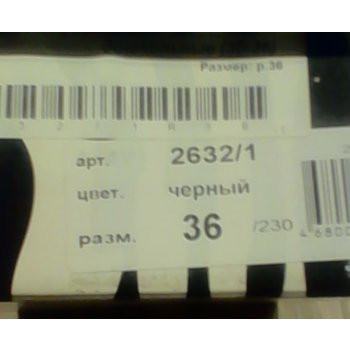 Размер: р.36
арт. 2632/1
цвет. черный
разм. 36 /230